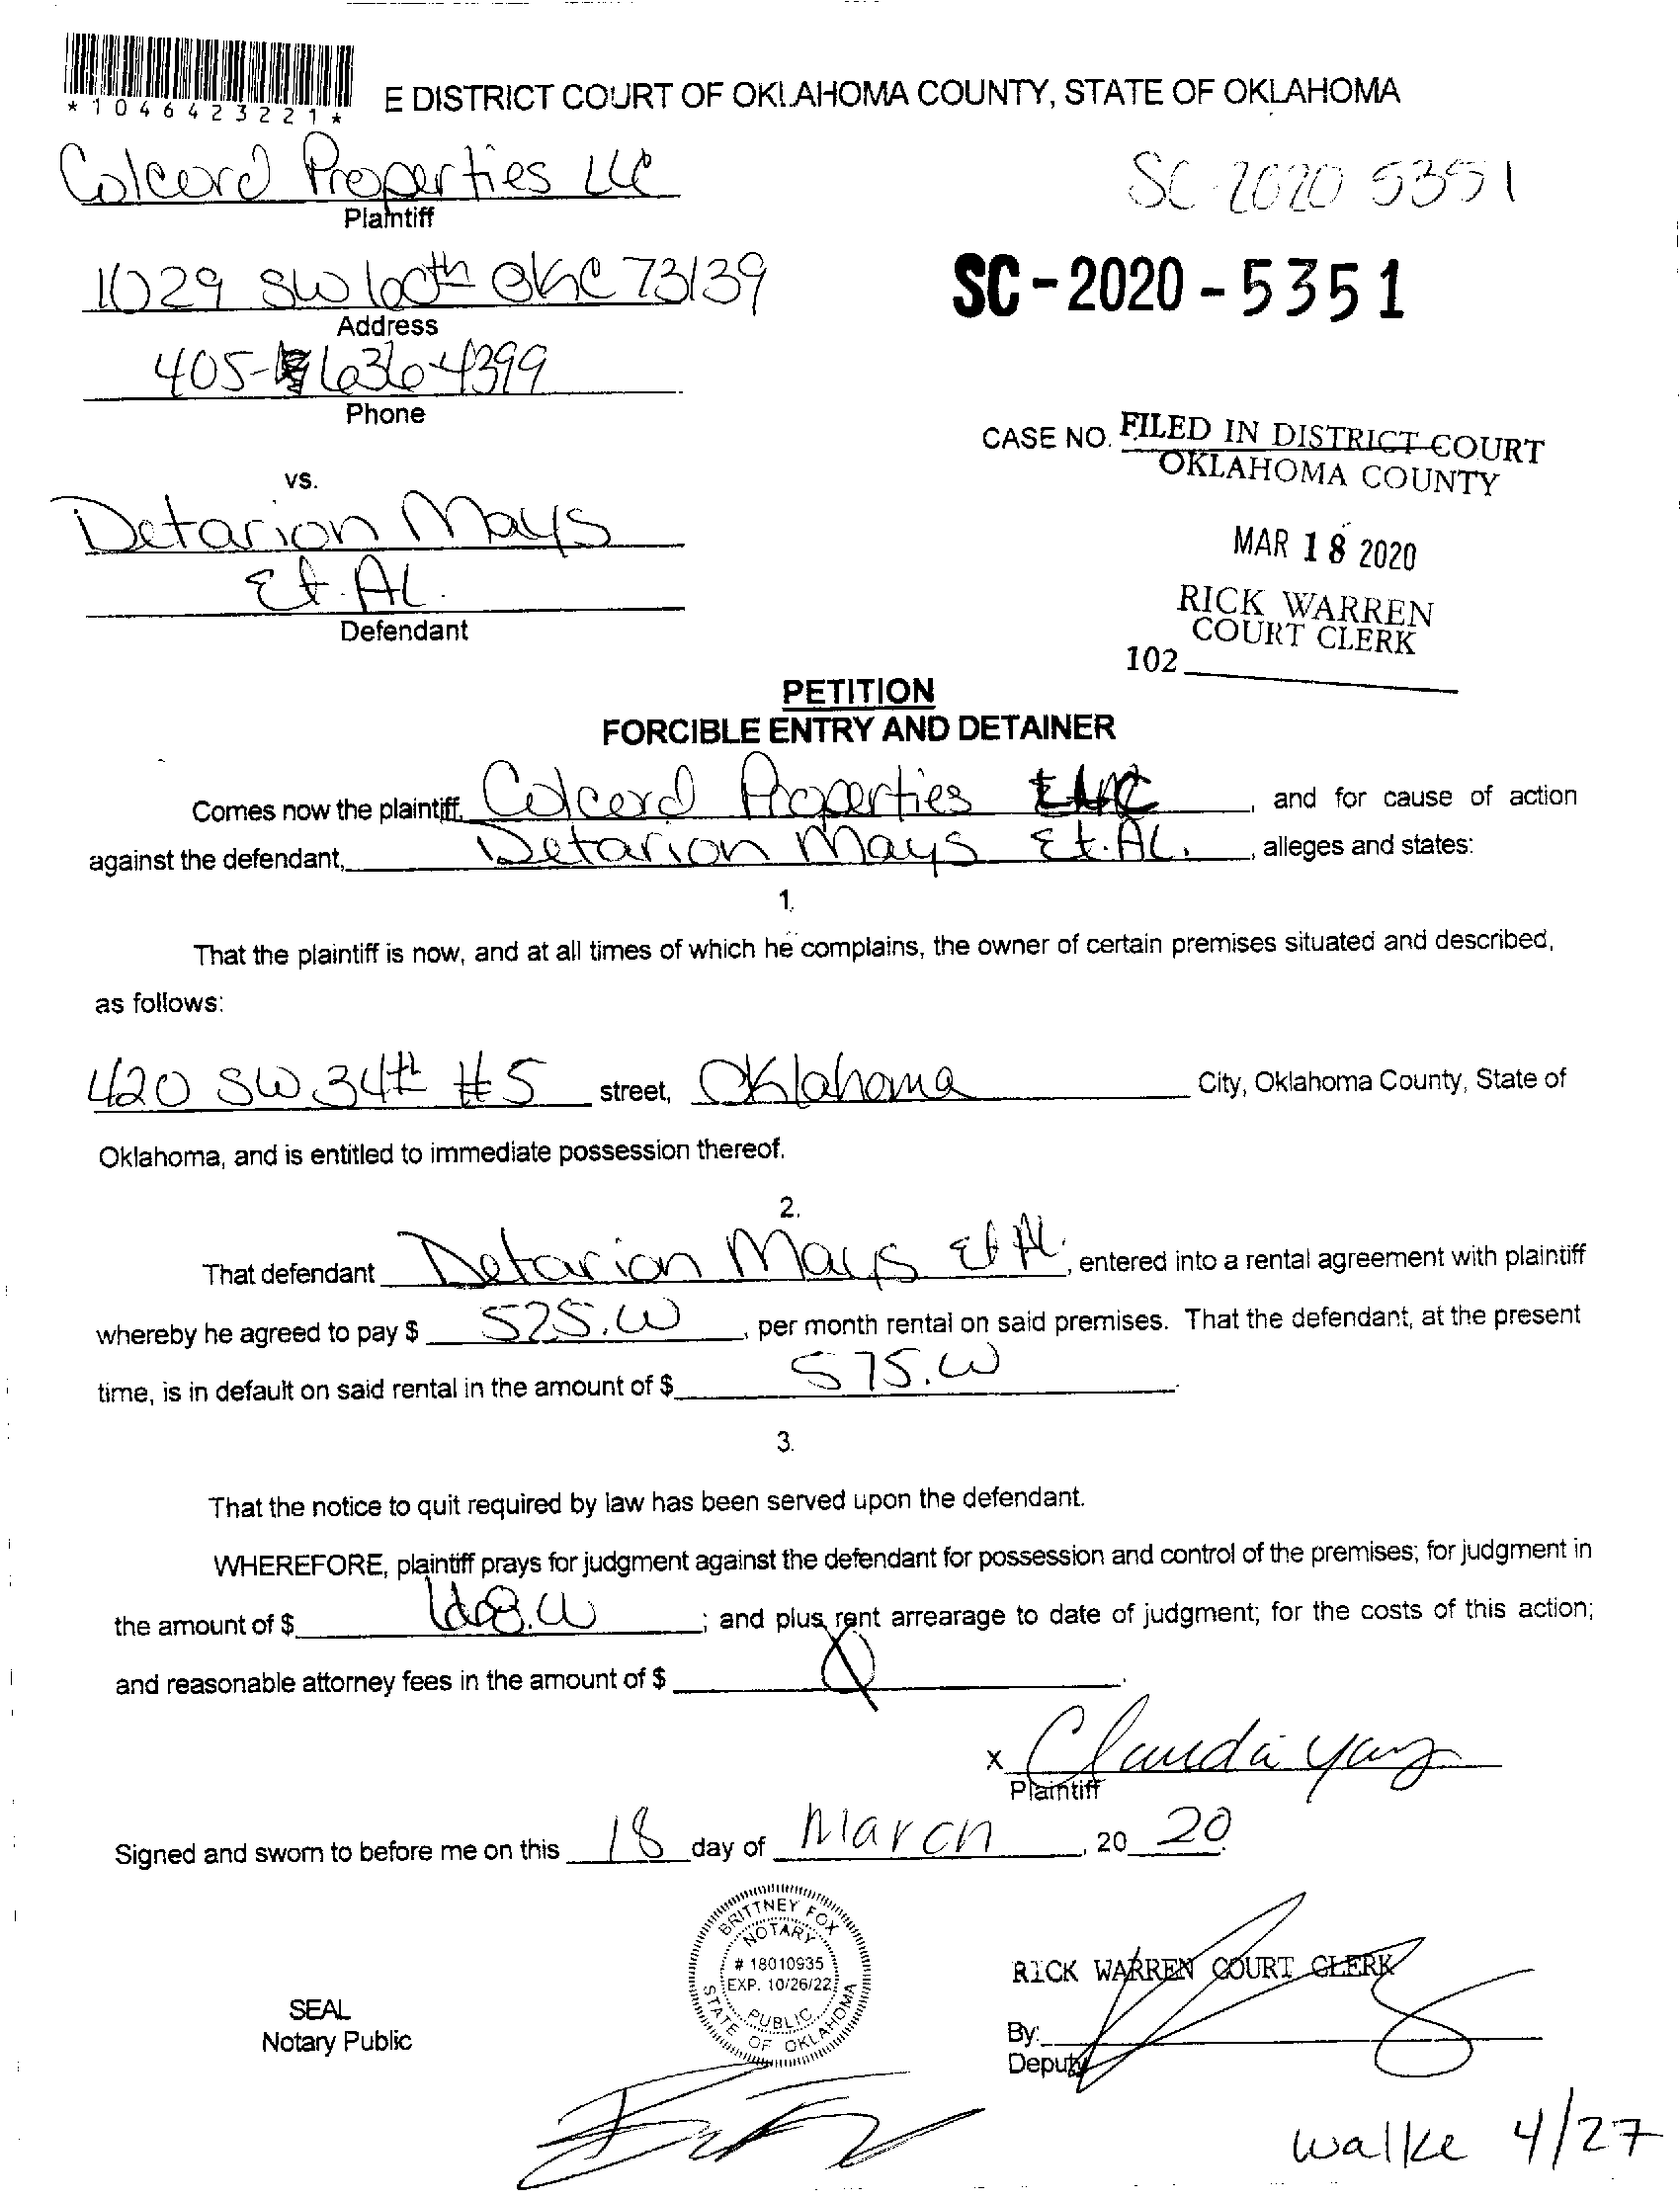 *1046423221*
E DISTRICT COURT OF OKLAHOMA COUNTY, STATE OF OKLAHOMA
Colcord Properties LLC
SC-2020 5351
Plaintiff
1029 SW 100th OKC 73139
SC-2020-5351
Address
405-6364399
Phone
CASE NO. FILED IN DISTRICT COURT
OKLAHOMA COUNTY
vs.
Detarion Mays
MAR 18 2020
Et. AL.
RICK WARREN
COURT CLERK
Defendant
102
PETITION
FORCIBLE ENTRY AND DETAINER
Comes now the plaintiff, Colcord Properties , and for cause of action
against the defendant, Detarion Mays Et. AL. , alleges and states:
1.
That the plaintiff is now, and at all times of which he complains, the owner of certain premises situated and described,
as follows:
420 SW 34th #5 street, Oklahoma City, Oklahoma County, State of
Oklahoma, and is entitled to immediate possession thereof.
2.
That defendant Detarion Mays Et Al. , entered into a rental agreement with plaintiff
whereby he agreed to pay $ 525.00 , per month rental on said premises. That the defendant, at the present
time, is in default on said rental in the amount of $ 575.00 .
3.
That the notice to quit required by law has been served upon the defendant.
WHEREFORE, plaintiff prays for judgment against the defendant for possession and control of the premises; for judgment in
the amount of $ ; and plus rent arrearage to date of judgment; for the costs of this action;
and reasonable attorney fees in the amount of $ .
x Claudia
Plaintiff
Signed and sworn to before me on this 18 day of March , 20 20.
BRITTNEY FOX
NOTARY
# 18010935
EXP. 10/26/22
PUBLIC
STATE OF OKLAHOMA
RICK WARREN COURT CLERK
SEAL
Notary Public
By:
Deputy
Walke 4/27